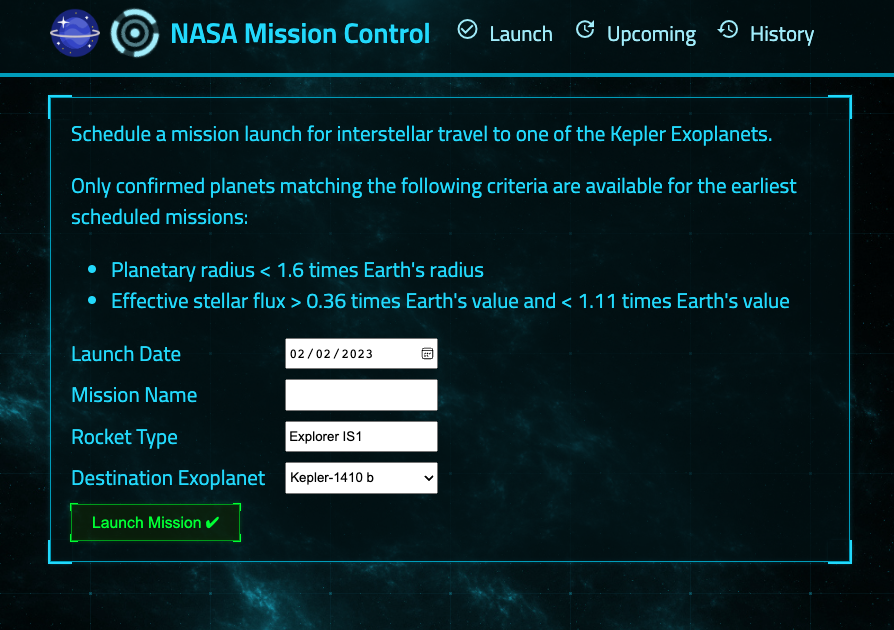 NASA Mission Control Launch Upcoming History
Schedule a mission launch for interstellar travel to one of the Kepler Exoplanets.
Only confirmed planets matching the following criteria are available for the earliest
scheduled missions:
• Planetary radius < 1.6 times Earth's radius
• Effective stellar flux > 0.36 times Earth's value and < 1.11 times Earth's value
Launch Date 02/02/2023
Mission Name
Rocket Type Explorer IS1
Destination Exoplanet Kepler-1410 b
Launch Mission ✔